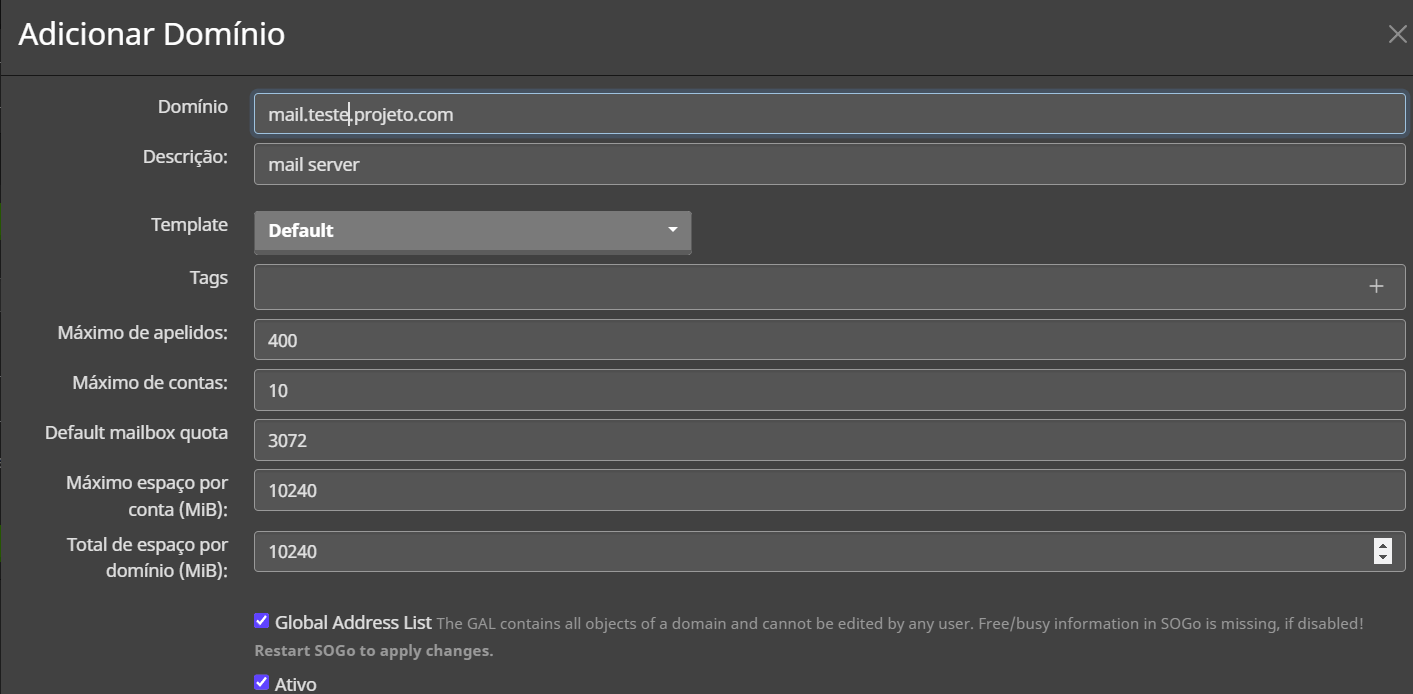 Adicionar Domínio
Domínio
mail.teste.projeto.com
Descrição:
mail server
Template
Default
Tags
Máximo de apelidos:
400
Máximo de contas:
10
Default mailbox quota
3072
Máximo espaço por
conta (MiB):
10240
Total de espaço por
domínio (MiB):
10240
Global Address List The GAL contains all objects of a domain and cannot be edited by any user. Free/busy information in SOGo is missing, if disabled!
Restart SOGo to apply changes.
Ativo